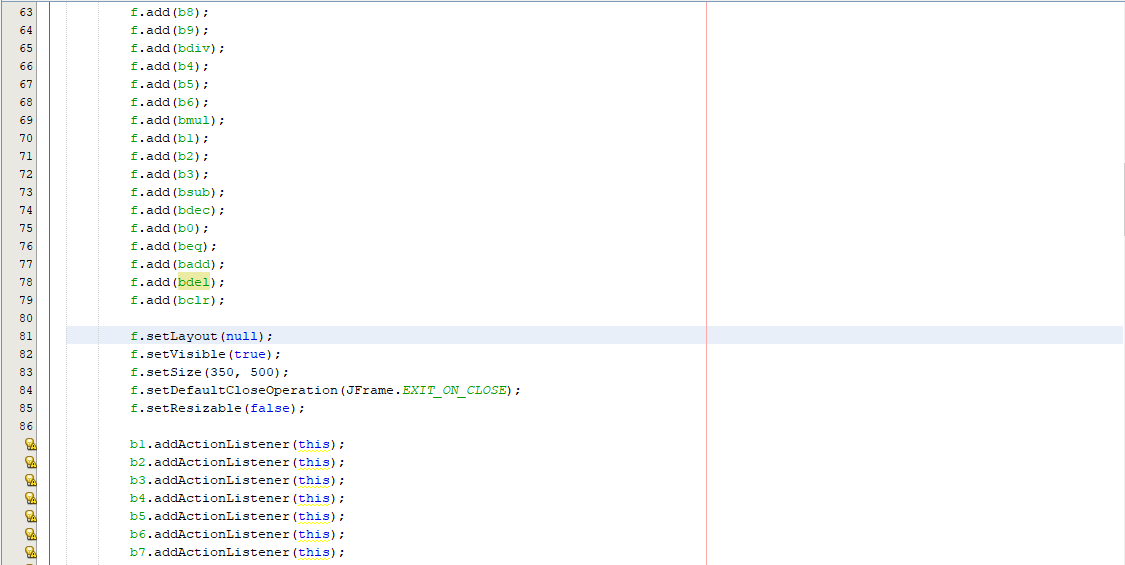 63 f.add(b8);
64 f.add(b9);
65 f.add(bdiv);
66 f.add(b4);
67 f.add(b5);
68 f.add(b6);
69 f.add(bmul);
70 f.add(b1);
71 f.add(b2);
72 f.add(b3);
73 f.add(bsub);
74 f.add(bdec);
75 f.add(b0);
76 f.add(beq);
77 f.add(badd);
78 f.add(bdel);
79 f.add(bclr);
80
81 f.setLayout(null);
82 f.setVisible(true);
83 f.setSize(350, 500);
84 f.setDefaultCloseOperation(JFrame.EXIT_ON_CLOSE);
85 f.setResizable(false);
86
b1.addActionListener(this);
b2.addActionListener(this);
b3.addActionListener(this);
b4.addActionListener(this);
b5.addActionListener(this);
b6.addActionListener(this);
b7.addActionListener(this);